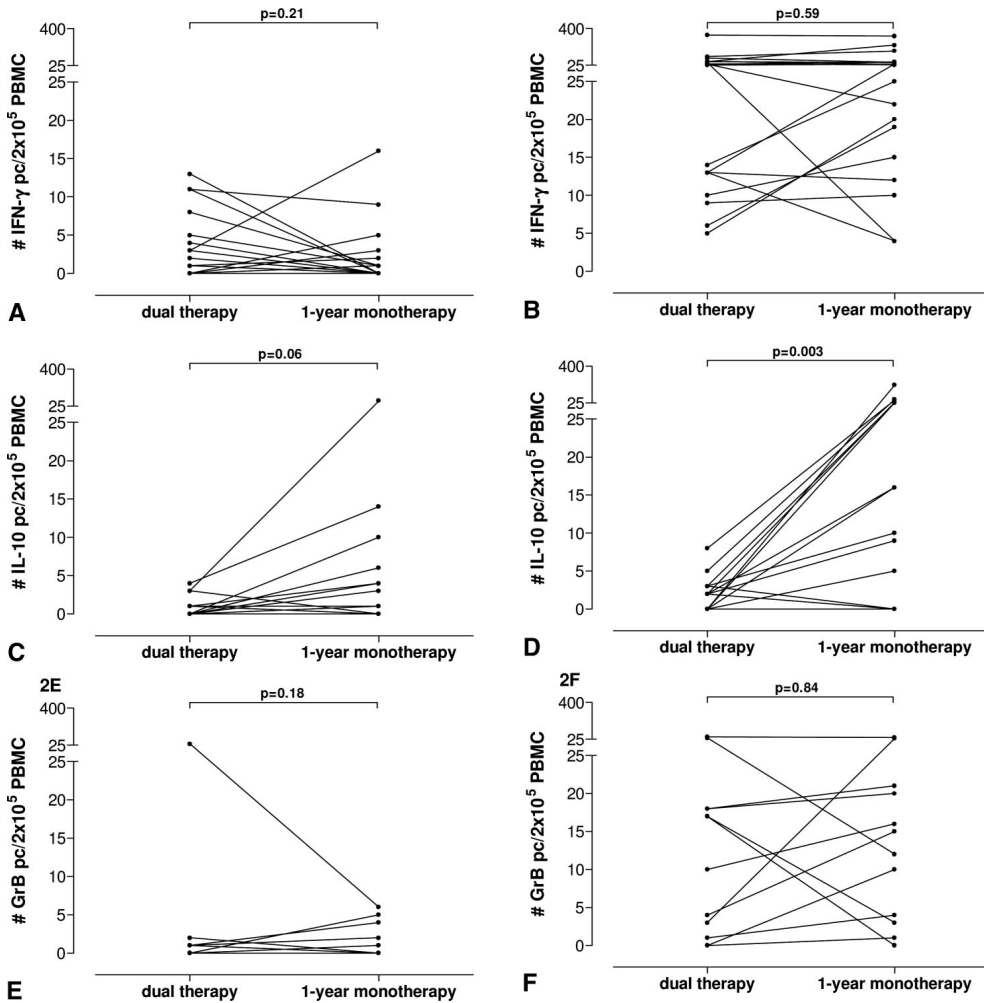 p=0.21
400
25
25
20
15
10
5
0
# IFN-γ pc/2x10⁵ PBMC
dual therapy 1-year monotherapy
A
p=0.59
400
25
25
20
15
10
5
0
# IFN-γ pc/2x10⁵ PBMC
dual therapy 1-year monotherapy
B
p=0.06
400
25
25
20
15
10
5
0
# IL-10 pc/2x10⁵ PBMC
dual therapy 1-year monotherapy
C
p=0.003
400
25
25
20
15
10
5
0
# IL-10 pc/2x10⁵ PBMC
dual therapy 1-year monotherapy
D
2E
p=0.18
400
25
25
20
15
10
5
0
# GrB pc/2x10⁵ PBMC
dual therapy 1-year monotherapy
E
2F
p=0.84
400
25
25
20
15
10
5
0
# GrB pc/2x10⁵ PBMC
dual therapy 1-year monotherapy
F